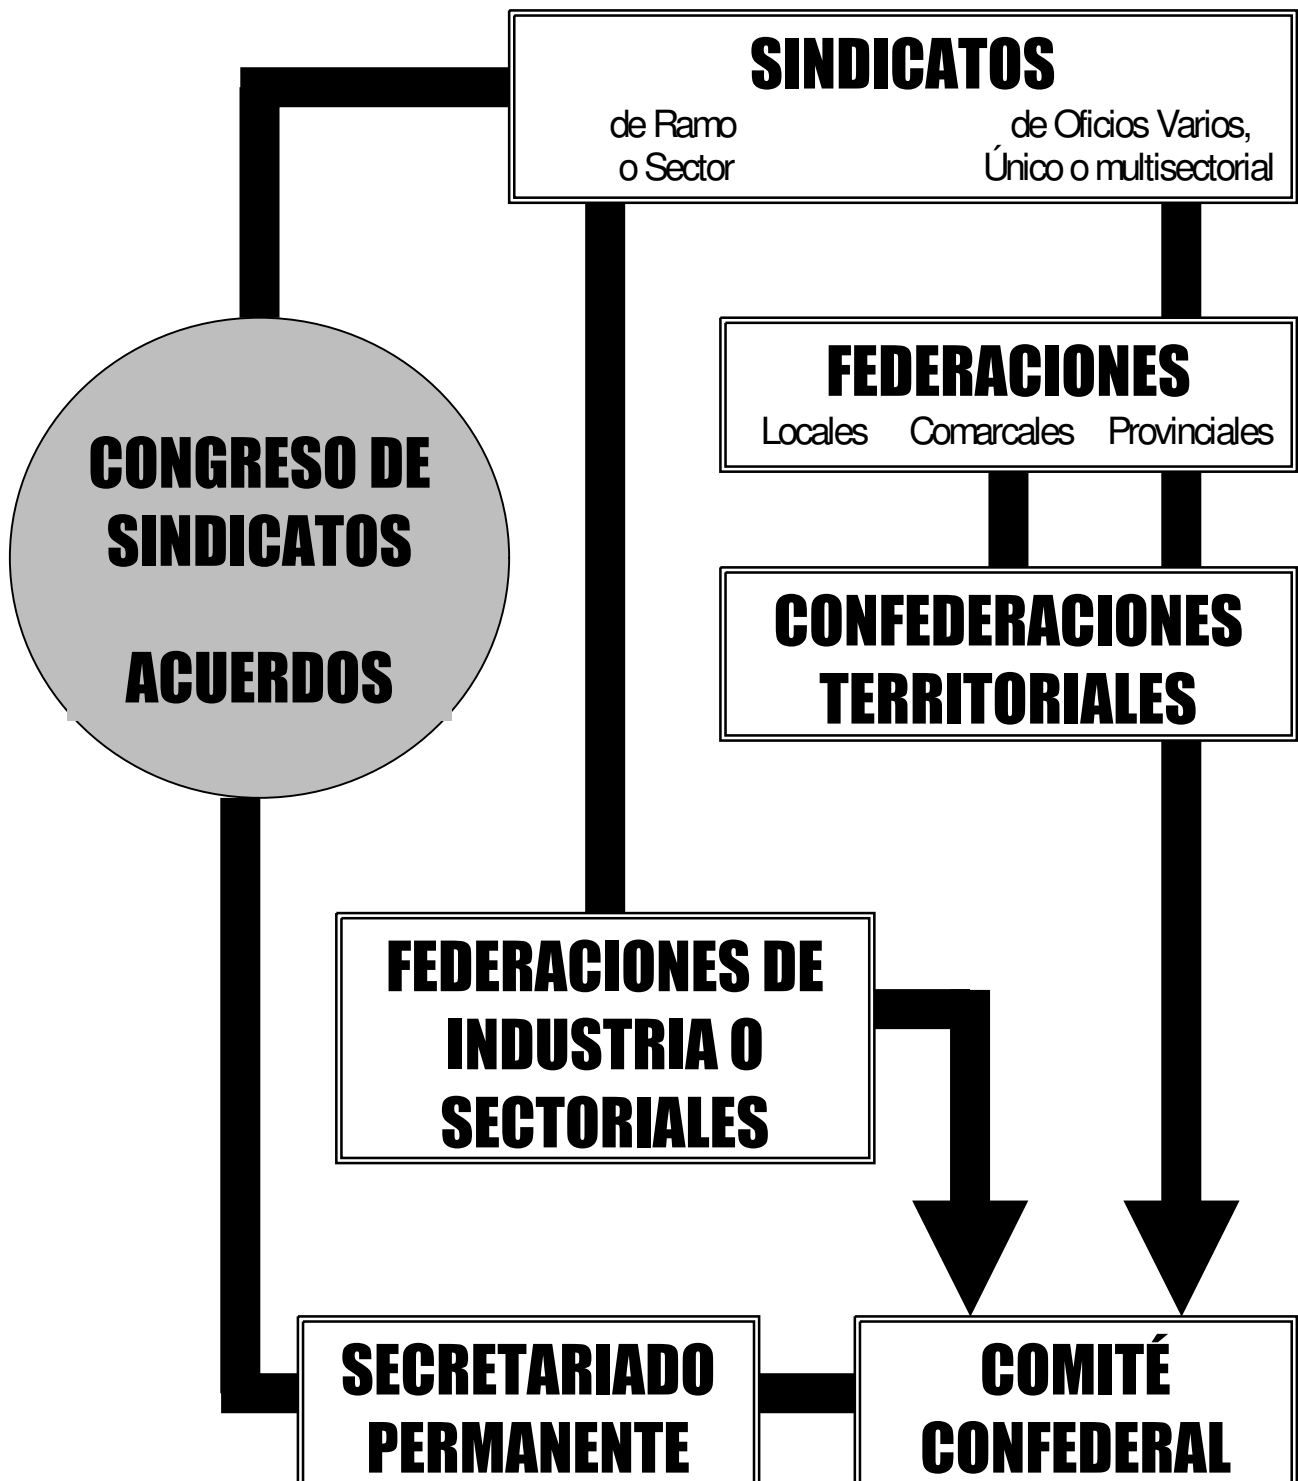 SINDICATOS
de Ramo
o Sector
de Oficios Varios,
Único o multisectorial
FEDERACIONES
Locales Comarcales Provinciales
CONGRESO DE
SINDICATOS
ACUERDOS
CONFEDERACIONES
TERRITORIALES
FEDERACIONES DE
INDUSTRIA O
SECTORIALES
SECRETARIADO
PERMANENTE
COMITÉ
CONFEDERAL